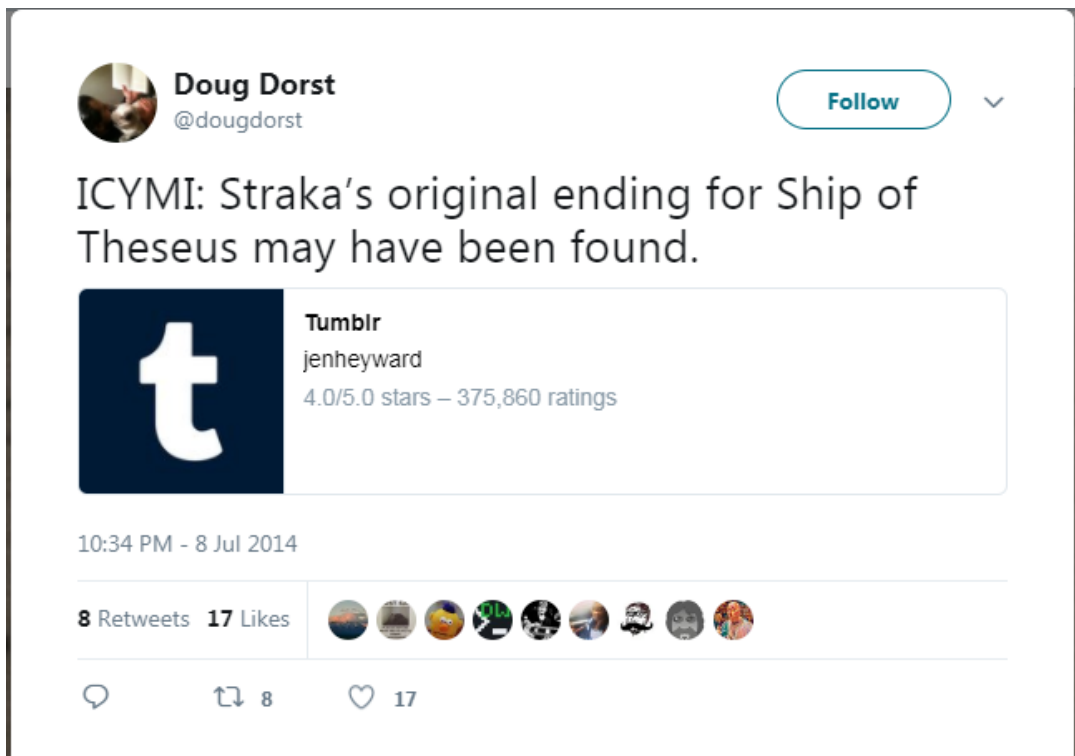 Doug Dorst
@dougdorst
Follow
ICYMI: Straka's original ending for Ship of
Theseus may have been found.
t
Tumblr
jenheyward
4.0/5.0 stars – 375,860 ratings
10:34 PM - 8 Jul 2014
8 Retweets 17 Likes
8 17